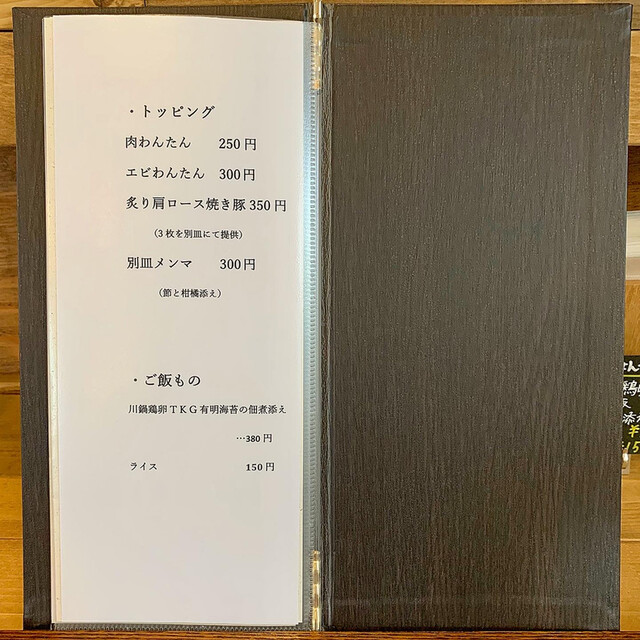 ・トッピング
肉わんたん 250円
エビわんたん 300円
炙り肩ロース焼き豚 350円
（3枚を別皿にて提供）
別皿メンマ 300円
（節と柑橘添え）
・ご飯もの
川鍋鶏卵TKG有明海苔の佃煮添え
…380円
ライス 150円